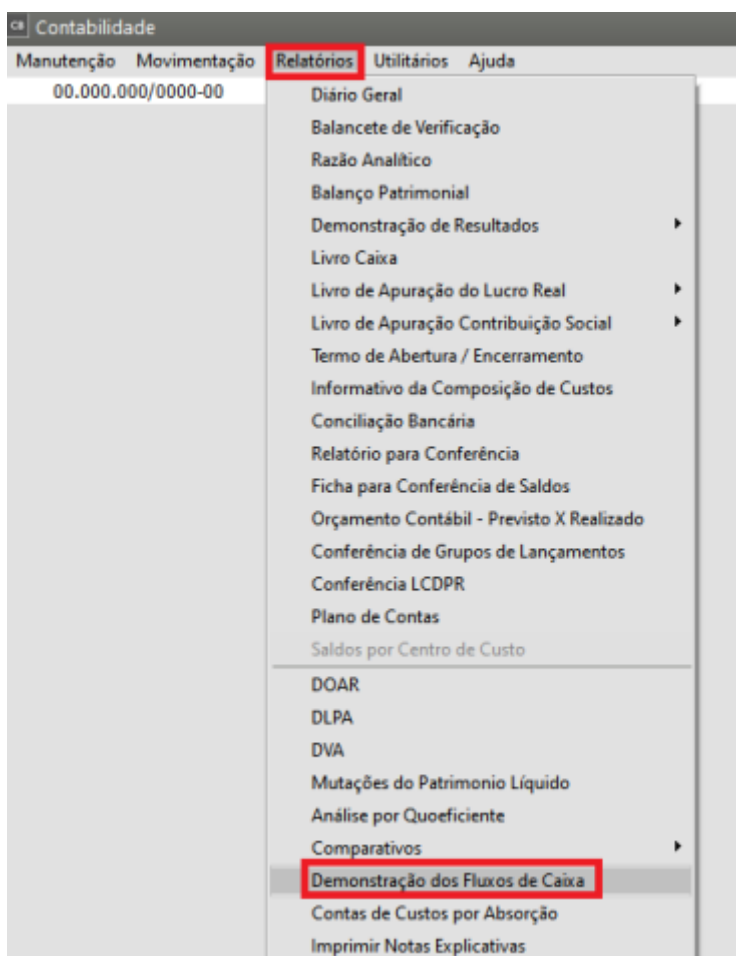 CB Contabilidade
Manutenção Movimentação Relatórios Utilitários Ajuda
00.000.000/0000-00
Diário Geral
Balancete de Verificação
Razão Analítico
Balanço Patrimonial
Demonstração de Resultados
Livro Caixa
Livro de Apuração do Lucro Real
Livro de Apuração Contribuição Social
Termo de Abertura / Encerramento
Informativo da Composição de Custos
Conciliação Bancária
Relatório para Conferência
Ficha para Conferência de Saldos
Orçamento Contábil - Previsto X Realizado
Conferência de Grupos de Lançamentos
Conferência LCDPR
Plano de Contas
Saldos por Centro de Custo
DOAR
DLPA
DVA
Mutações do Patrimonio Líquido
Análise por Quoeficiente
Comparativos
Demonstração dos Fluxos de Caixa
Contas de Custos por Absorção
Imprimir Notas Explicativas